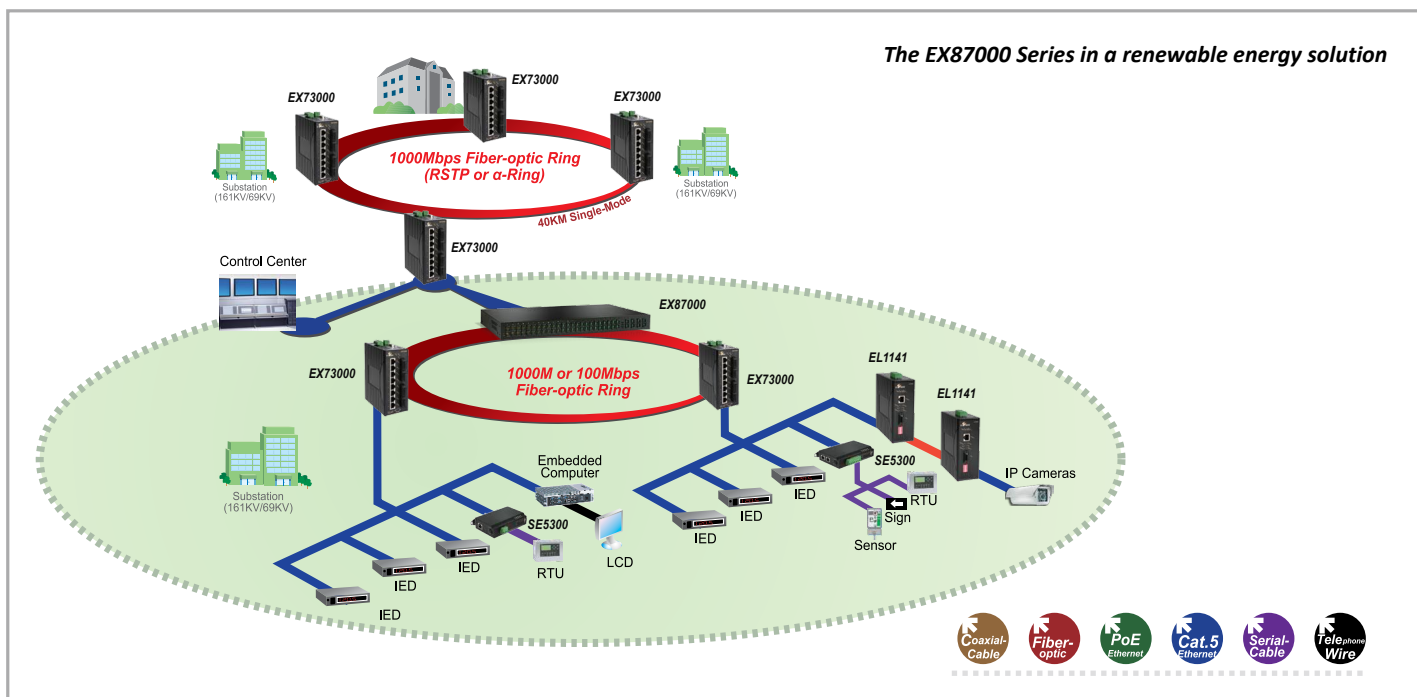 The EX87000 Series in a renewable energy solution
EX73000
EX73000
EX73000
1000Mbps Fiber-optic Ring
(RSTP or α-Ring)
Substation
(161KV/69KV)
Substation
(161KV/69KV)
40KM Single-Mode
EX73000
Control Center
EX87000
EX73000
1000M or 100Mbps
Fiber-optic Ring
EX73000
EL1141
EL1141
Substation
(161KV/69KV)
Embedded
Computer
SE5300
IED
IED
IED
RTU
LCD
SE5300
IED
IED
IED
RTU
Sign
Sensor
IP Cameras
Coaxial-
Cable
Fiber-
optic
PoE
Ethernet
Cat.5
Ethernet
Serial-
Cable
Telephone
Wire